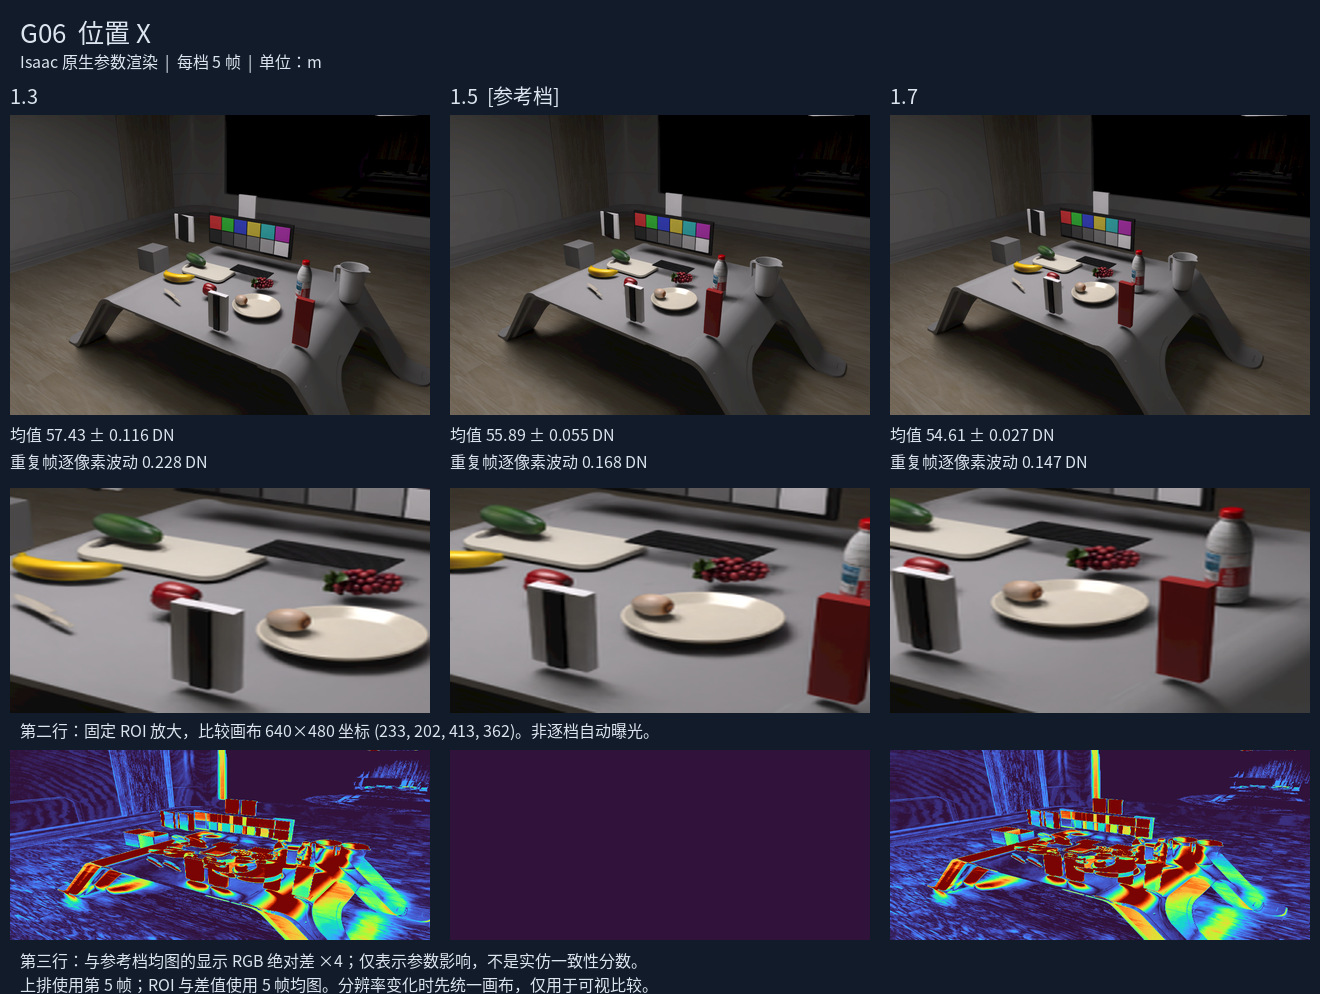 G06 位置 X
Isaac 原生参数渲染 | 每档 5 帧 | 单位：m
1.3
1.5 [参考档]
1.7
均值 57.43 ± 0.116 DN
重复帧逐像素波动 0.228 DN
均值 55.89 ± 0.055 DN
重复帧逐像素波动 0.168 DN
均值 54.61 ± 0.027 DN
重复帧逐像素波动 0.147 DN
第二行：固定 ROI 放大，比较画布 640×480 坐标 (233, 202, 413, 362)。非逐档自动曝光。
第三行：与参考档均图的显示 RGB 绝对差 ×4；仅表示参数影响，不是实仿一致性分数。
上排使用第 5 帧；ROI 与差值使用 5 帧均图。分辨率变化时先统一画布，仅用于可视比较。